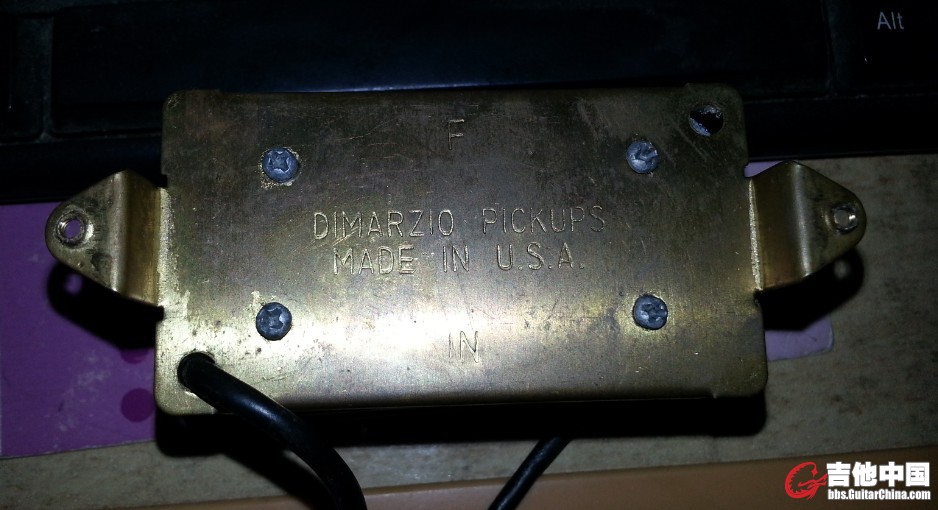 Alt
F
DIMARZIO PICKUPS
MADE IN U.S.A.
IN
吉他中国
bbs.GuitarChina.com